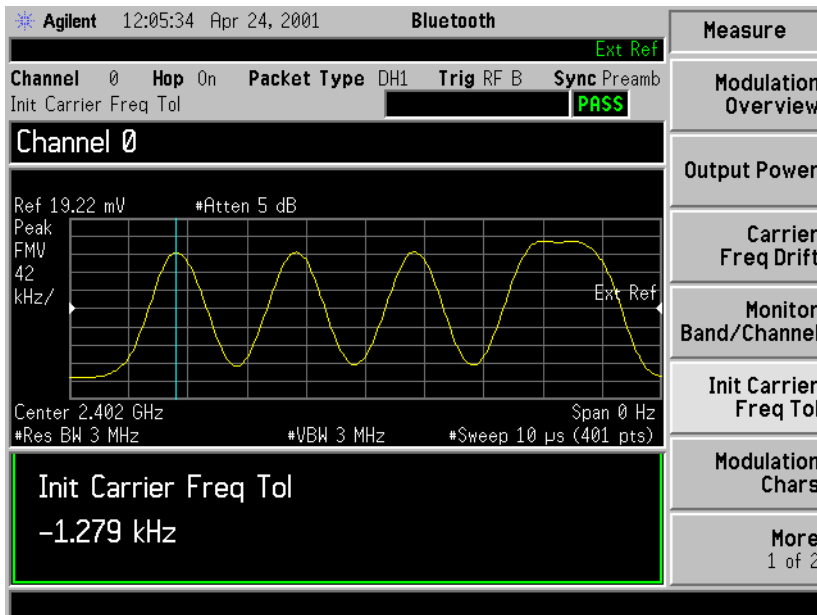 Agilent 12:05:34 Apr 24, 2001 Bluetooth
Ext Ref
Channel 0 Hop On Packet Type DH1 Trig RF B Sync Preamb
Init Carrier Freq Tol PASS
Channel 0
Ref 19.22 mV #Atten 5 dB
Peak
FMV
42
kHz/
Ext Ref
Center 2.402 GHz Span 0 Hz
#Res BW 3 MHz #VBW 3 MHz #Sweep 10 µs (401 pts)
Init Carrier Freq Tol
−1.279 kHz
Measure
Modulation
Overview
Output Power
Carrier
Freq Drift
Monitor
Band/Channel
Init Carrier
Freq Tol
Modulation
Chars
More
1 of 2